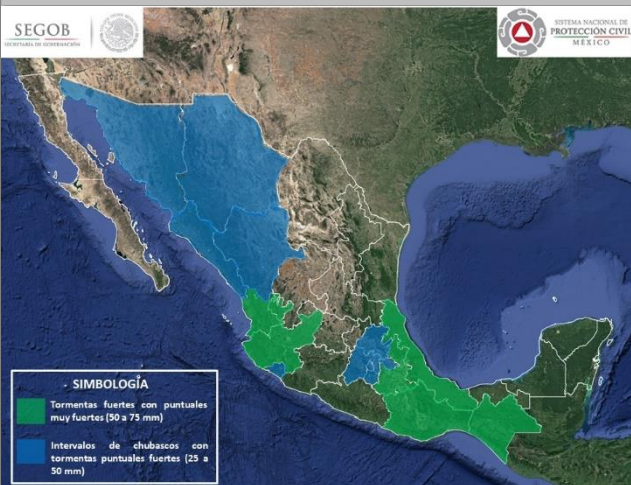 SEGOB
SECRETARÍA DE GOBERNACIÓN
SISTEMA NACIONAL DE
PROTECCIÓN CIVIL
MÉXICO
- SIMBOLOGÍA
Tormentas fuertes con puntuales
muy fuertes (50 a 75 mm)
Intervalos de chubascos con
tormentas puntuales fuertes (25 a
50 mm)